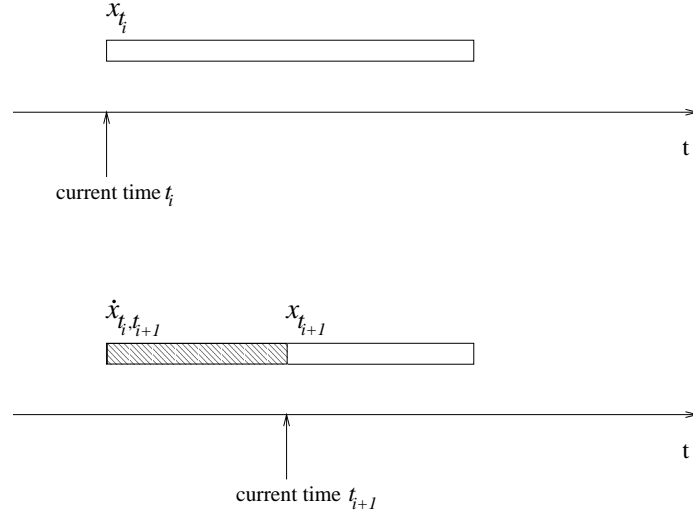 x_{t_i}
t
current time t_i
ẋ_{t_i,t_{i+1}} x_{t_{i+1}}
t
current time t_{i+1}